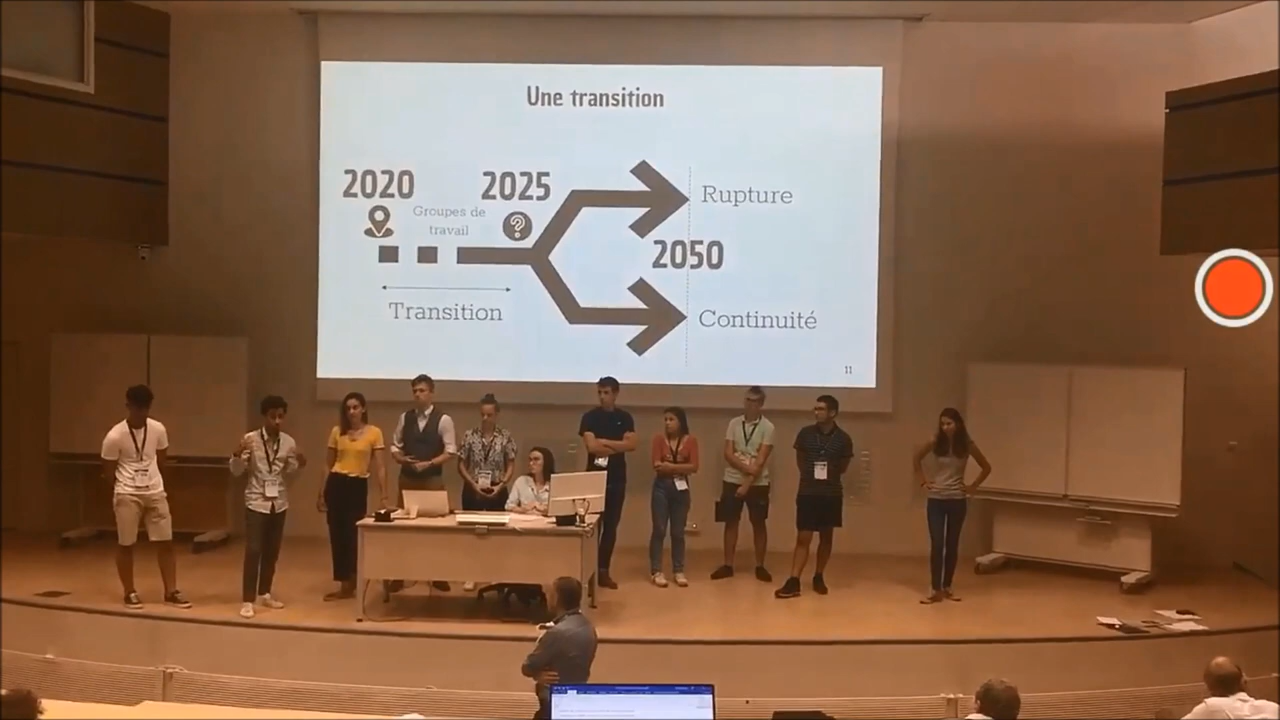 Une transition
2020
2025
Groupes de
travail
Rupture
2050
Transition
Continuité
11